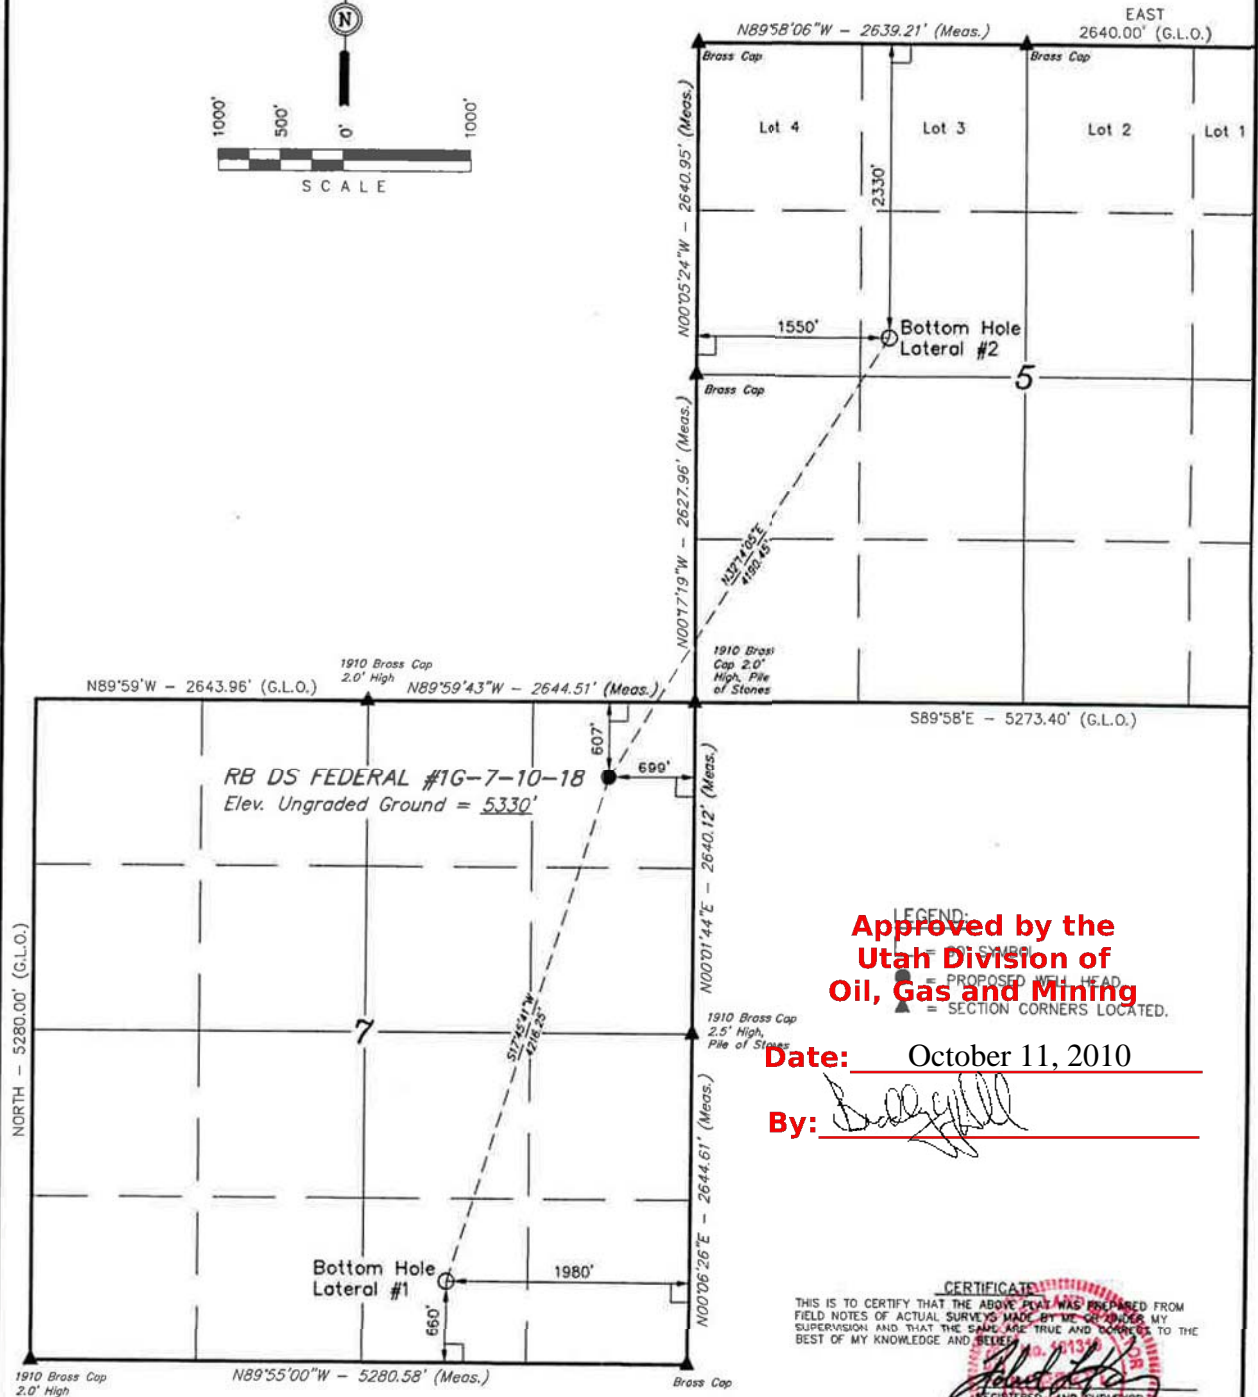 N
1000'
500'
0'
1000'
SCALE
N89°58'06"W - 2639.21' (Meas.)
EAST
2640.00' (G.L.O.)
Brass Cap
Brass Cap
Lot 4
Lot 3
Lot 2
Lot 1
N00°05'24"W - 2640.95' (Meas.)
2330'
1550'
Bottom Hole
Lateral #2
5
Brass Cap
N00°17'19"W - 2627.96' (Meas.)
N32°14'05"E
4190.45'
1910 Brass
Cap 2.0'
High, Pile
of Stones
1910 Brass Cap
2.0' High
N89°59'W - 2643.96' (G.L.O.)
N89°59'43"W - 2644.51' (Meas.)
S89°58'E - 5273.40' (G.L.O.)
607'
699'
RB DS FEDERAL #1G-7-10-18
Elev. Ungraded Ground = 5330'
N00°01'44"E - 2640.12' (Meas.)
NORTH - 5280.00' (G.L.O.)
7
S17°45'41"W
4216.25'
LEGEND:
= 90° SYMBOL
= PROPOSED WELL HEAD.
= SECTION CORNERS LOCATED.
Approved by the
Utah Division of
Oil, Gas and Mining
Date: October 11, 2010
By:
1910 Brass Cap
2.5' High,
Pile of Stones
N00°06'26"E - 2644.61' (Meas.)
Bottom Hole
Lateral #1
1980'
660'
1910 Brass Cap
2.0' High
N89°55'00"W - 5280.58' (Meas.)
Brass Cap
CERTIFICATE
THIS IS TO CERTIFY THAT THE ABOVE PLAT WAS PREPARED FROM
FIELD NOTES OF ACTUAL SURVEYS MADE BY ME OR UNDER MY
SUPERVISION AND THAT THE SAME ARE TRUE AND CORRECT TO THE
BEST OF MY KNOWLEDGE AND BELIEF